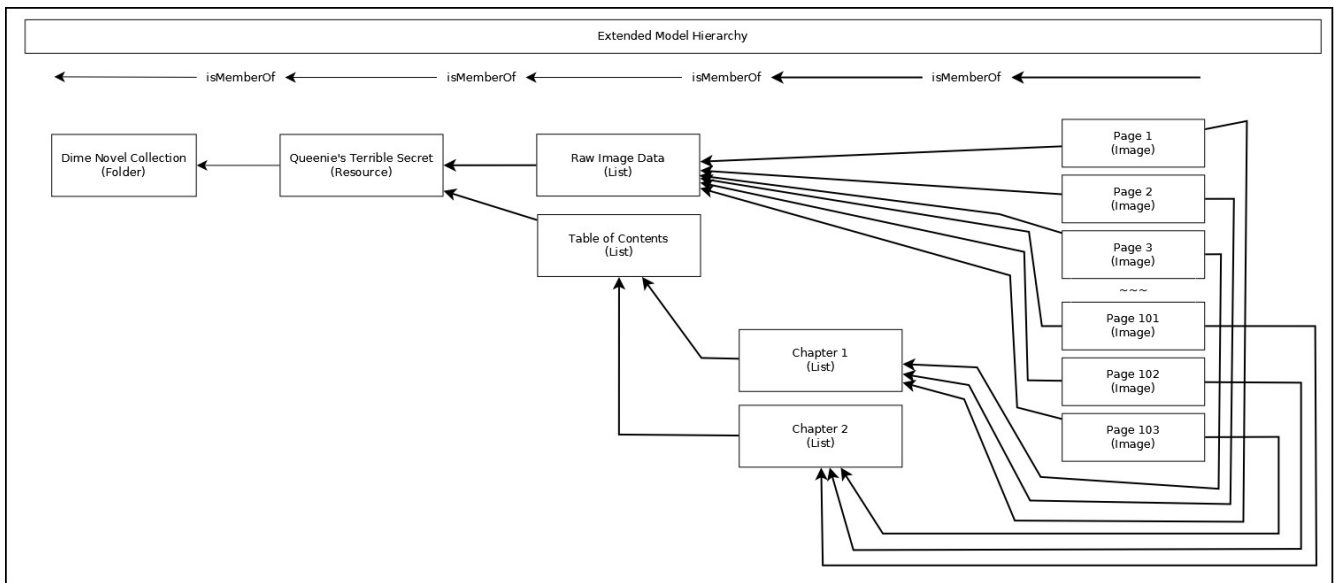 Extended Model Hierarchy
isMemberOf isMemberOf isMemberOf isMemberOf
Dime Novel Collection
(Folder)
Queenie's Terrible Secret
(Resource)
Raw Image Data
(List)
Table of Contents
(List)
Chapter 1
(List)
Chapter 2
(List)
Page 1
(Image)
Page 2
(Image)
Page 3
(Image)
~~~
Page 101
(Image)
Page 102
(Image)
Page 103
(Image)